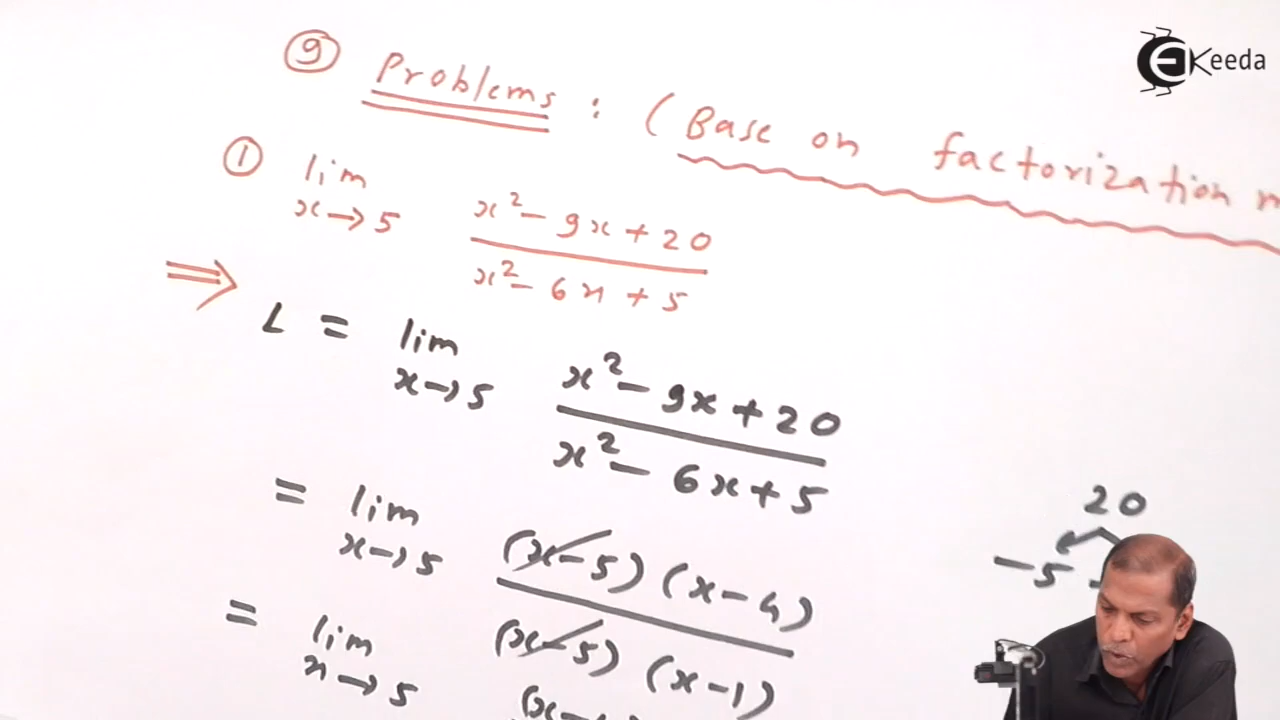 Keeda
⑨ Problems : ( Base on factorization
① lim x→5 x² - 9x + 20 / x² - 6x + 5
⇒ L = lim x→5 x² - 9x + 20 / x² - 6x + 5
= lim x→5 (x-5) (x-4) / (x-5) (x-1)
20
-5
= lim x→5